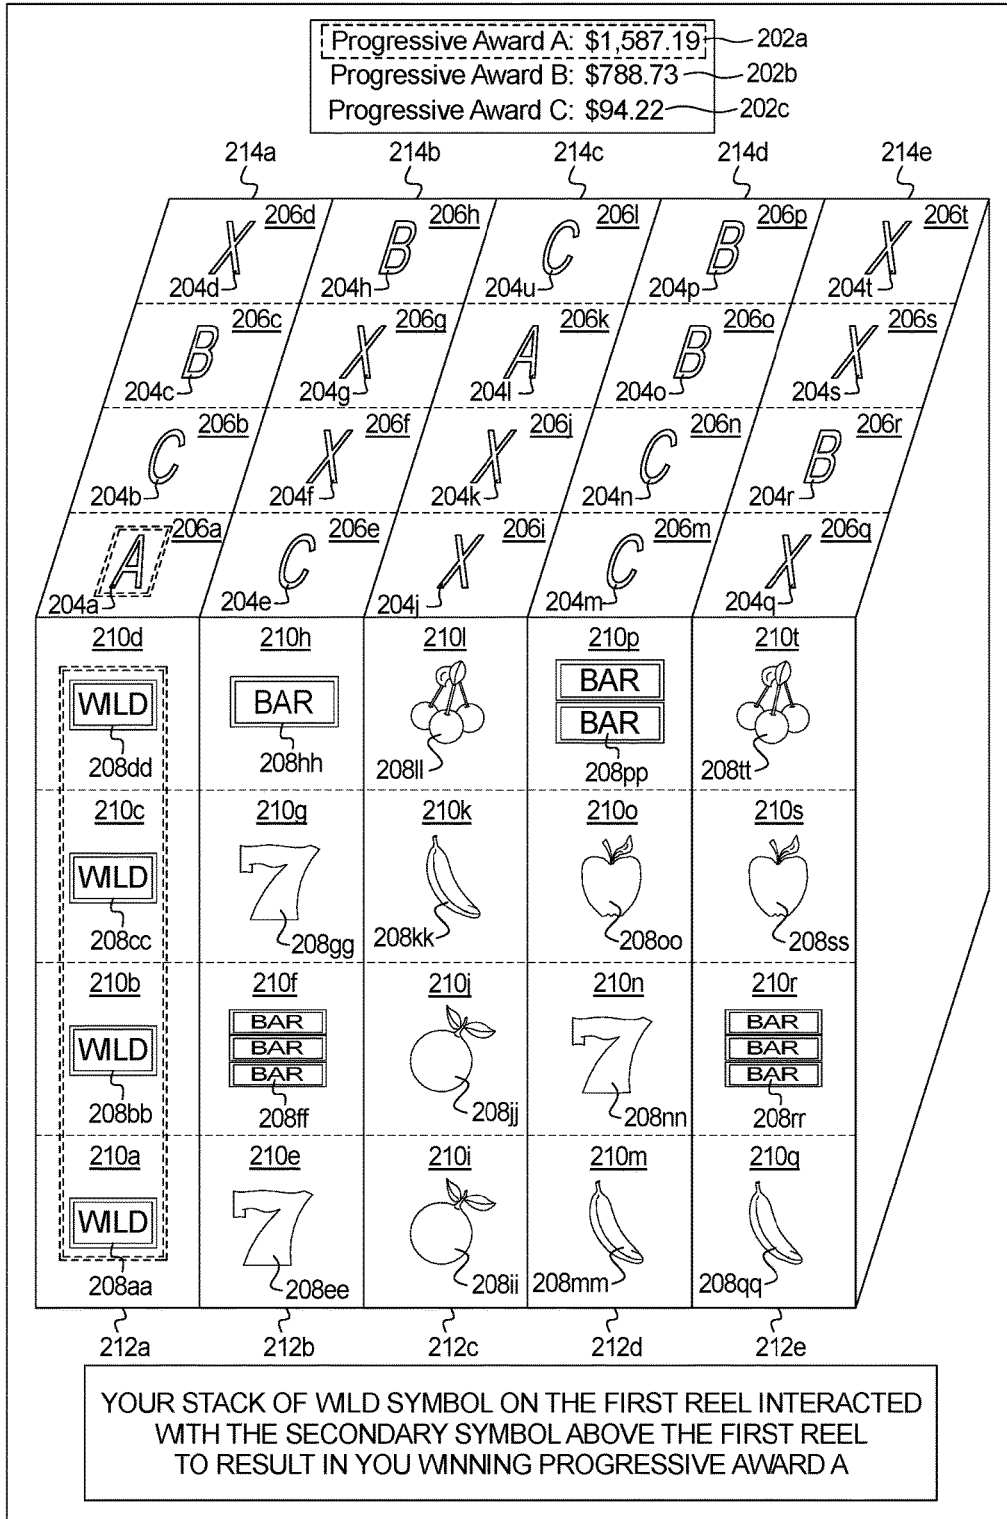 Progressive Award A: $1,587.19
202a
Progressive Award B: $788.73
202b
Progressive Award C: $94.22
202c
214a 214b 214c 214d 214e
206d 206h 206l 206p 206t
X B C B X
204d 204h 204u 204p 204t
206c 206g 206k 206o 206s
B X A B X
204c 204g 204l 204o 204s
206b 206f 206j 206n 206r
C X X C B
204b 204f 204k 204n 204r
206a 206e 206i 206m 206q
A C X C X
204a 204e 204j 204m 204q
210d 210h 210l 210p 210t
WILD BAR BAR
BAR
208dd 208hh 208ll 208pp 208tt
210c 210g 210k 210o 210s
WILD 7
208cc 208gg 208kk 208oo 208ss
210b 210f 210j 210n 210r
WILD BAR 7 BAR
BAR BAR
BAR BAR
208bb 208ff 208jj 208nn 208rr
210a 210e 210i 210m 210q
WILD 7
208aa 208ee 208ii 208mm 208qq
212a 212b 212c 212d 212e
YOUR STACK OF WILD SYMBOL ON THE FIRST REEL INTERACTED
WITH THE SECONDARY SYMBOL ABOVE THE FIRST REEL
TO RESULT IN YOU WINNING PROGRESSIVE AWARD A